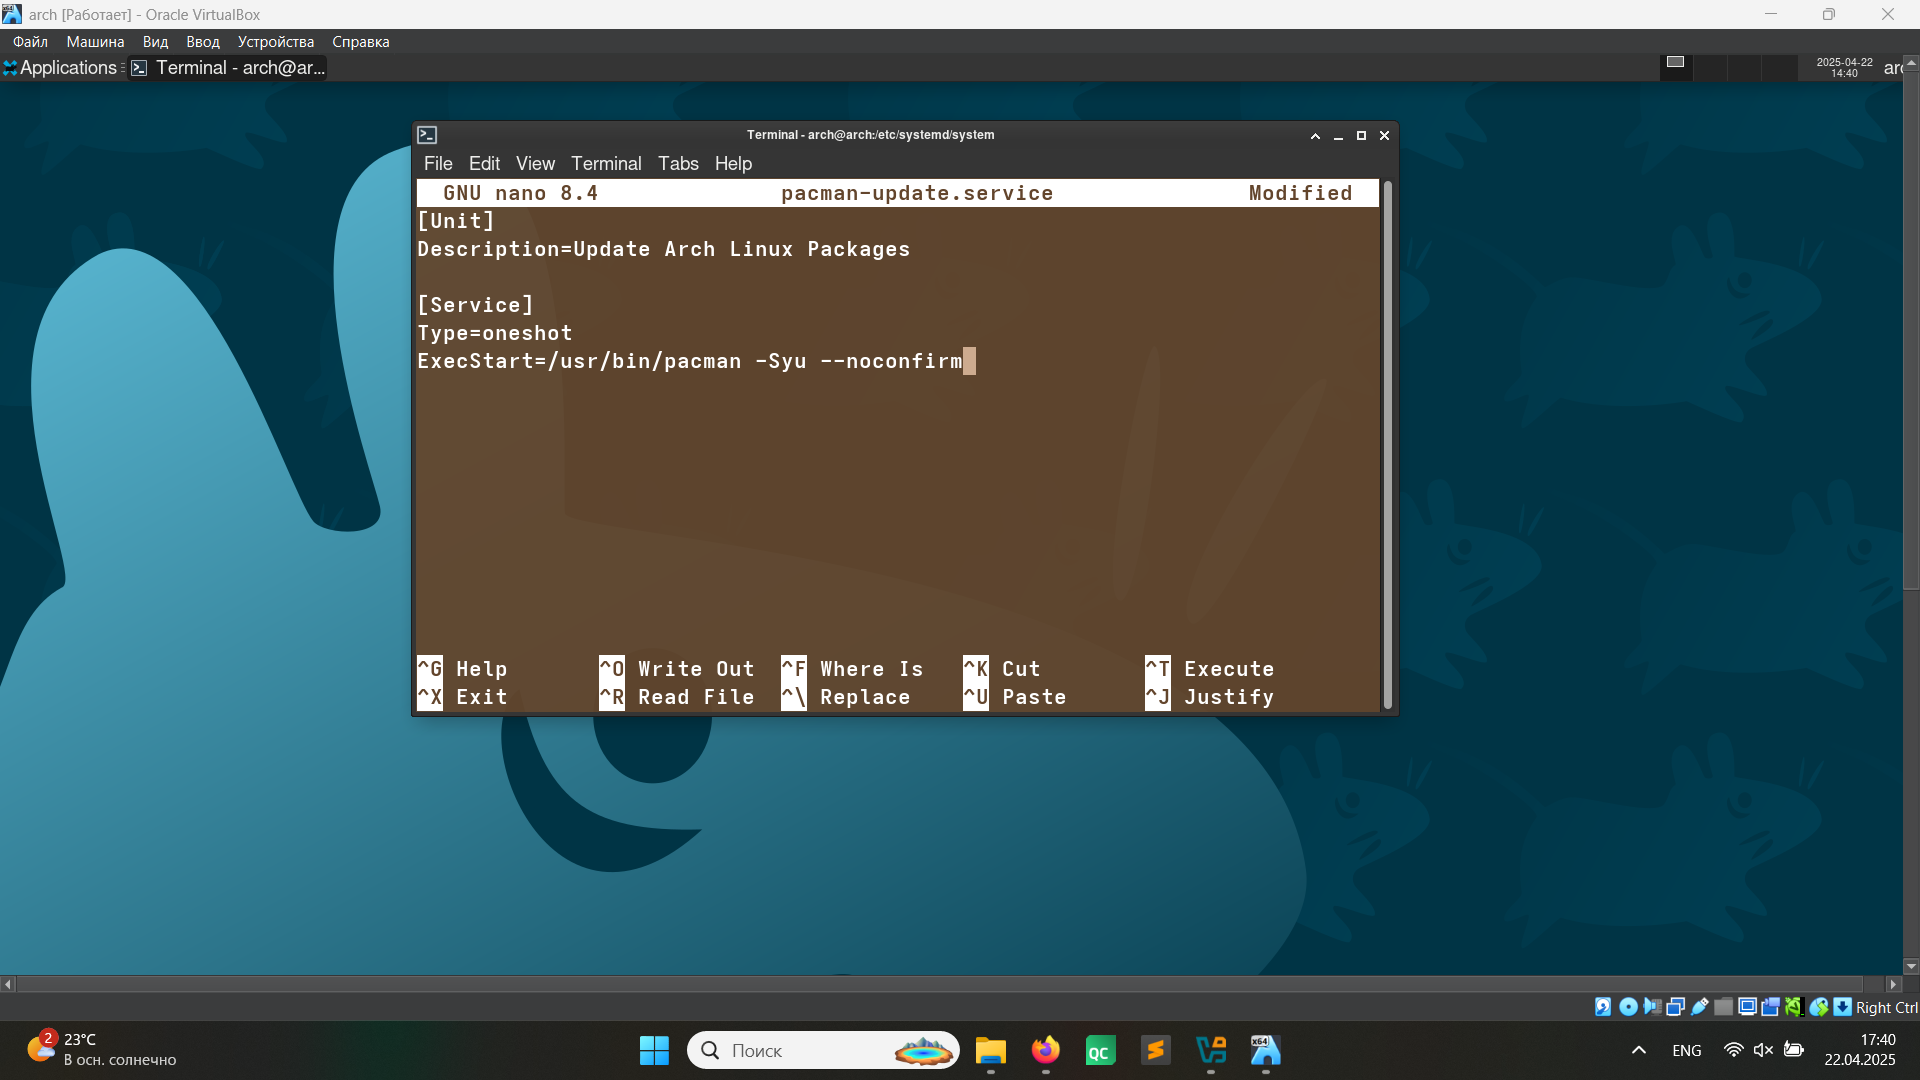 arch [Работает] - Oracle VirtualBox
Файл Машина Вид Ввод Устройства Справка
Applications Terminal - arch@ar...
2025-04-22
14:40
arc
Terminal - arch@arch:/etc/systemd/system
File Edit View Terminal Tabs Help
GNU nano 8.4 pacman-update.service Modified
[Unit]
Description=Update Arch Linux Packages
[Service]
Type=oneshot
ExecStart=/usr/bin/pacman -Syu --noconfirm
^G Help ^O Write Out ^F Where Is ^K Cut ^T Execute
^X Exit ^R Read File ^\ Replace ^U Paste ^J Justify
Right Ctrl
2
23°C
В осн. солнечно
Поиск
QC
x64
ENG
17:40
22.04.2025